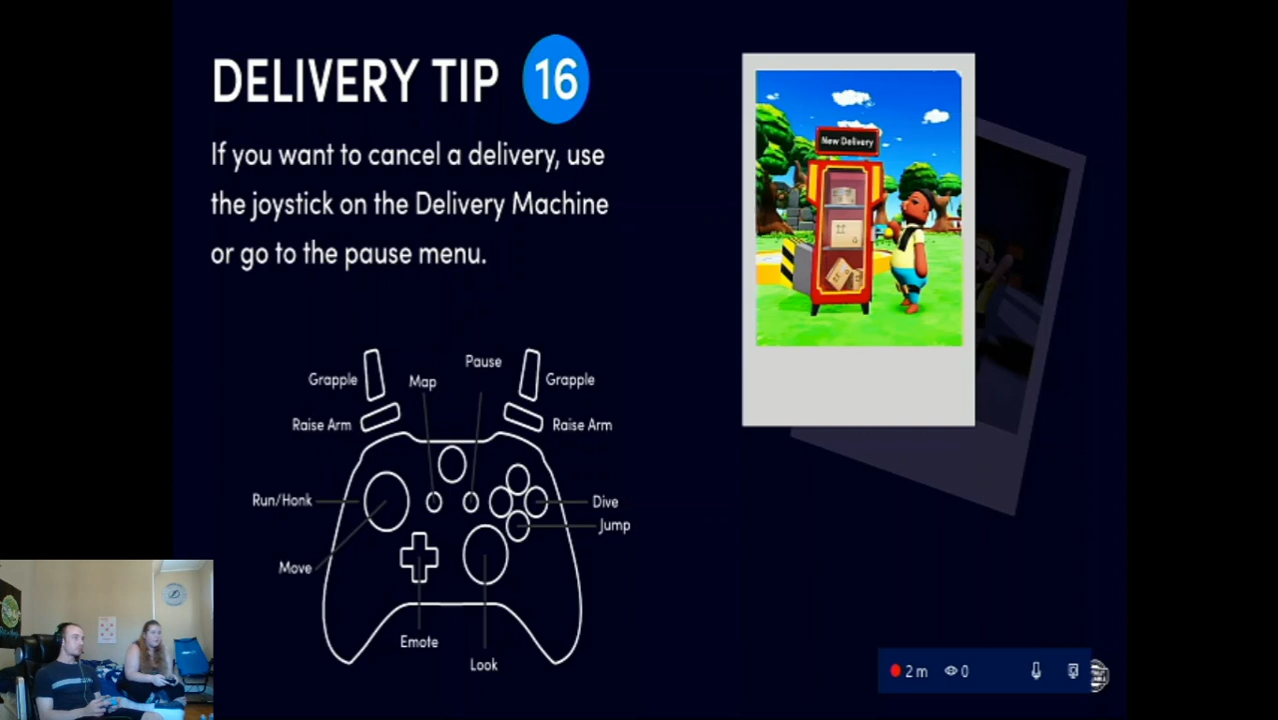 DELIVERY TIP 16
If you want to cancel a delivery, use
the joystick on the Delivery Machine
or go to the pause menu.
New Delivery
Pause
Grapple Map Grapple
Raise Arm Raise Arm
Run/Honk Dive
Jump
Move
Emote
Look
2 m 0